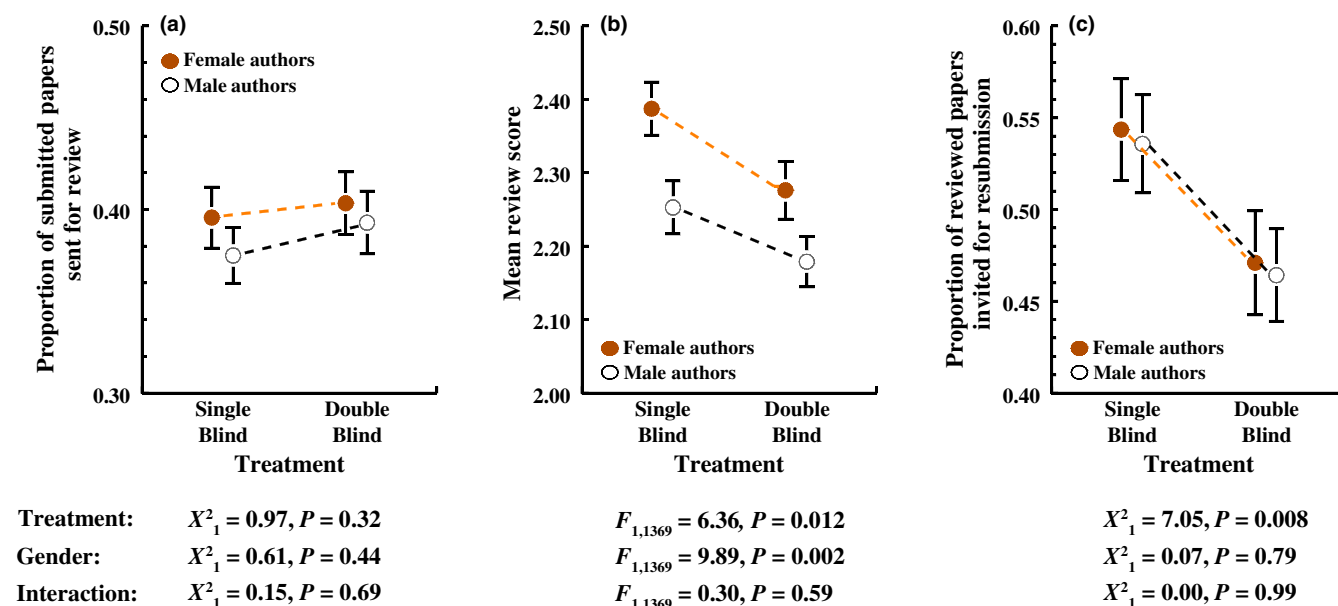 (a)
Proportion of submitted papers
sent for review
0.50
0.40
0.30
Female authors
Male authors
Single
Blind
Double
Blind
Treatment
(b)
Mean review score
2.50
2.40
2.30
2.20
2.10
2.00
Female authors
Male authors
Single
Blind
Double
Blind
Treatment
(c)
Proportion of reviewed papers
invited for resubmission
0.60
0.55
0.50
0.45
0.40
Female authors
Male authors
Single
Blind
Double
Blind
Treatment
Treatment: X²₁ = 0.97, P = 0.32 F₁,₁₃₆₉ = 6.36, P = 0.012 X²₁ = 7.05, P = 0.008
Gender: X²₁ = 0.61, P = 0.44 F₁,₁₃₆₉ = 9.89, P = 0.002 X²₁ = 0.07, P = 0.79
Interaction: X²₁ = 0.15, P = 0.69 F₁,₁₃₆₉ = 0.30, P = 0.59 X²₁ = 0.00, P = 0.99